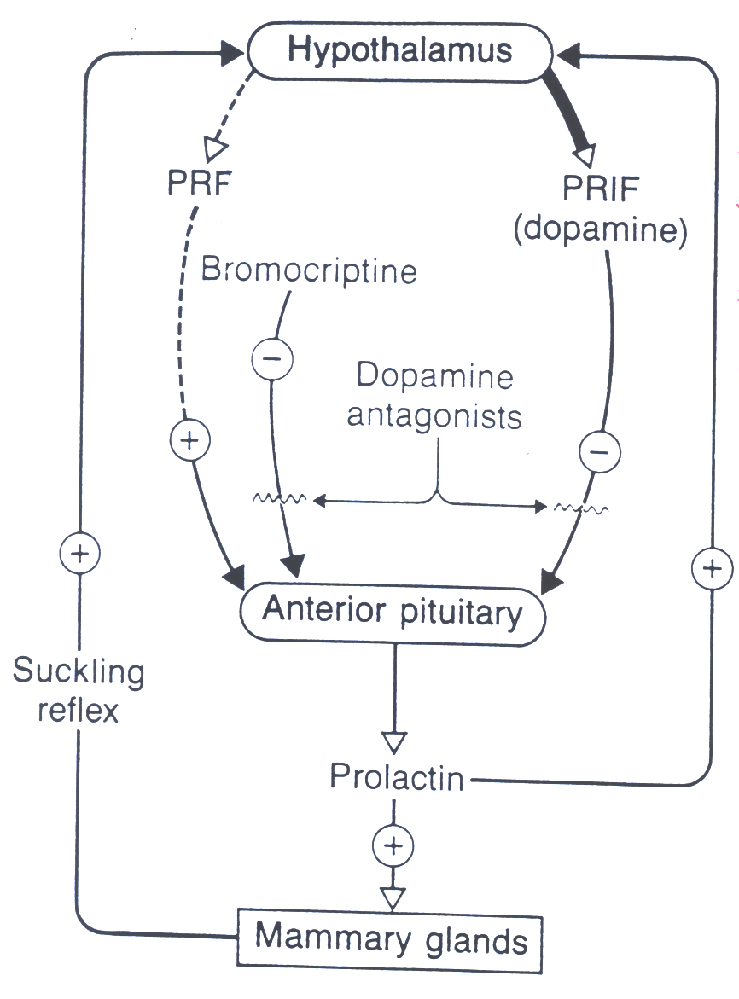 Hypothalamus
PRF
PRIF
(dopamine)
Bromocriptine
−
Dopamine
antagonists
+
−
+
+
Anterior pituitary
Suckling
reflex
Prolactin
+
Mammary glands